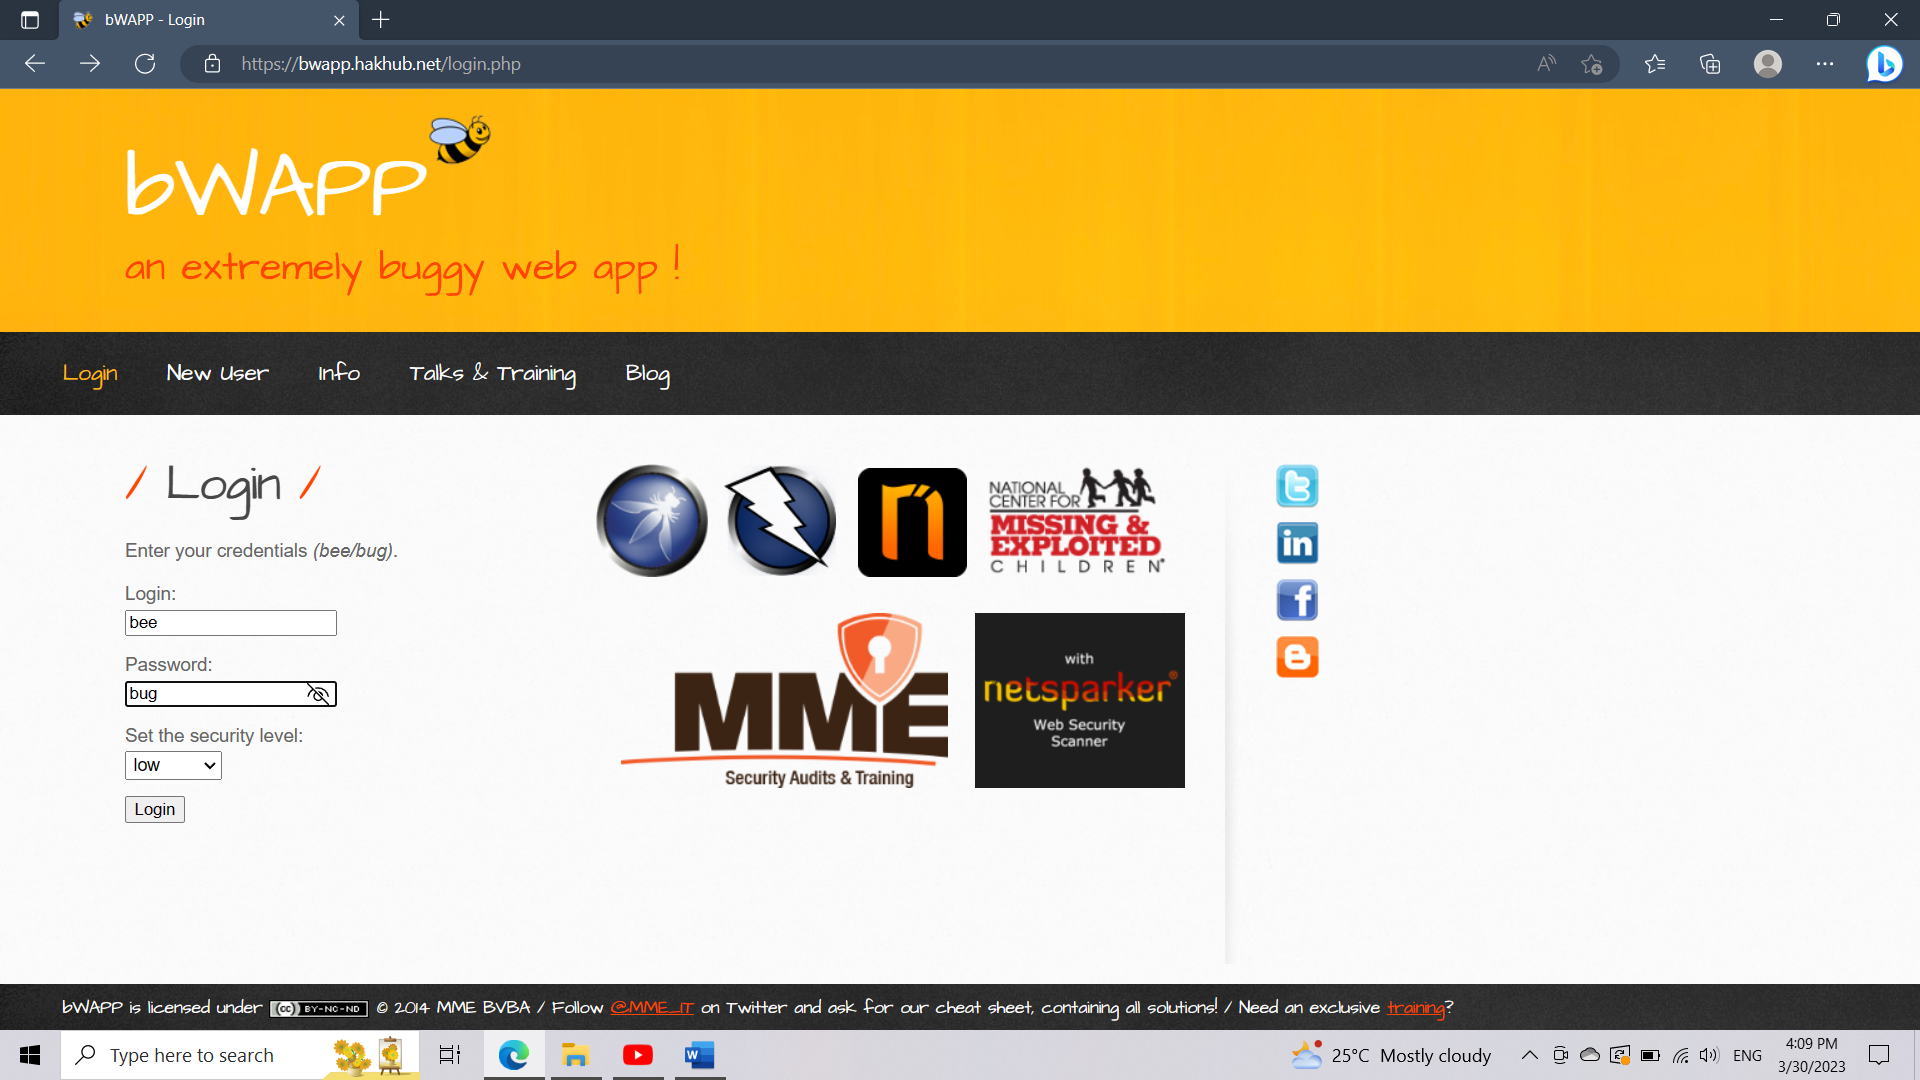 bWAPP - Login
https://bwapp.hakhub.net/login.php
bWAPP
an extremely buggy web app !
Login New User Info Talks & Training Blog
/ Login /
Enter your credentials (bee/bug).
Login:
bee
Password:
bug
Set the security level:
low
Login
NATIONAL
CENTER FOR
MISSING &
EXPLOITED
CHILDREN®
MME
Security Audits & Training
with
netsparker®
Web Security
Scanner
bWAPP is licensed under (cc) BY-NC-ND © 2014 MME BVBA / Follow @MME_IT on Twitter and ask for our cheat sheet, containing all solutions! / Need an exclusive training?
Type here to search
25°C Mostly cloudy
ENG
4:09 PM
3/30/2023